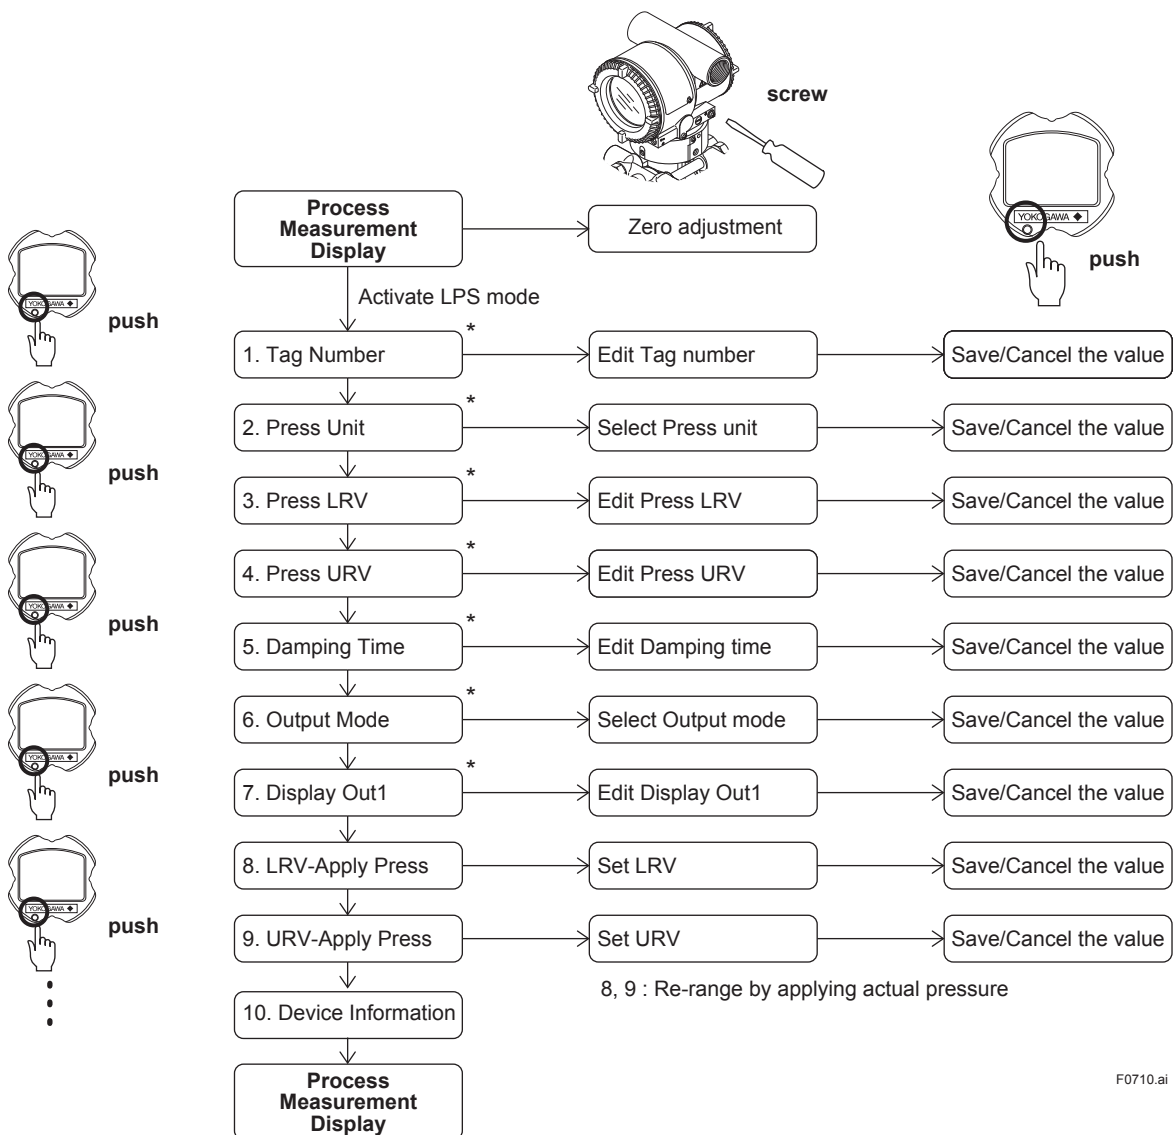 screw
YOKOGAWA ◆
push
Process
Measurement
Display
Zero adjustment
YOKOGAWA ◆
push
Activate LPS mode
1. Tag Number
*
Edit Tag number
Save/Cancel the value
YOKOGAWA ◆
push
2. Press Unit
*
Select Press unit
Save/Cancel the value
3. Press LRV
*
Edit Press LRV
Save/Cancel the value
YOKOGAWA ◆
push
4. Press URV
*
Edit Press URV
Save/Cancel the value
5. Damping Time
*
Edit Damping time
Save/Cancel the value
YOKOGAWA ◆
push
6. Output Mode
*
Select Output mode
Save/Cancel the value
7. Display Out1
*
Edit Display Out1
Save/Cancel the value
YOKOGAWA ◆
push
8. LRV-Apply Press
Set LRV
Save/Cancel the value
9. URV-Apply Press
Set URV
Save/Cancel the value
8, 9 : Re-range by applying actual pressure
10. Device Information
Process
Measurement
Display
F0710.ai